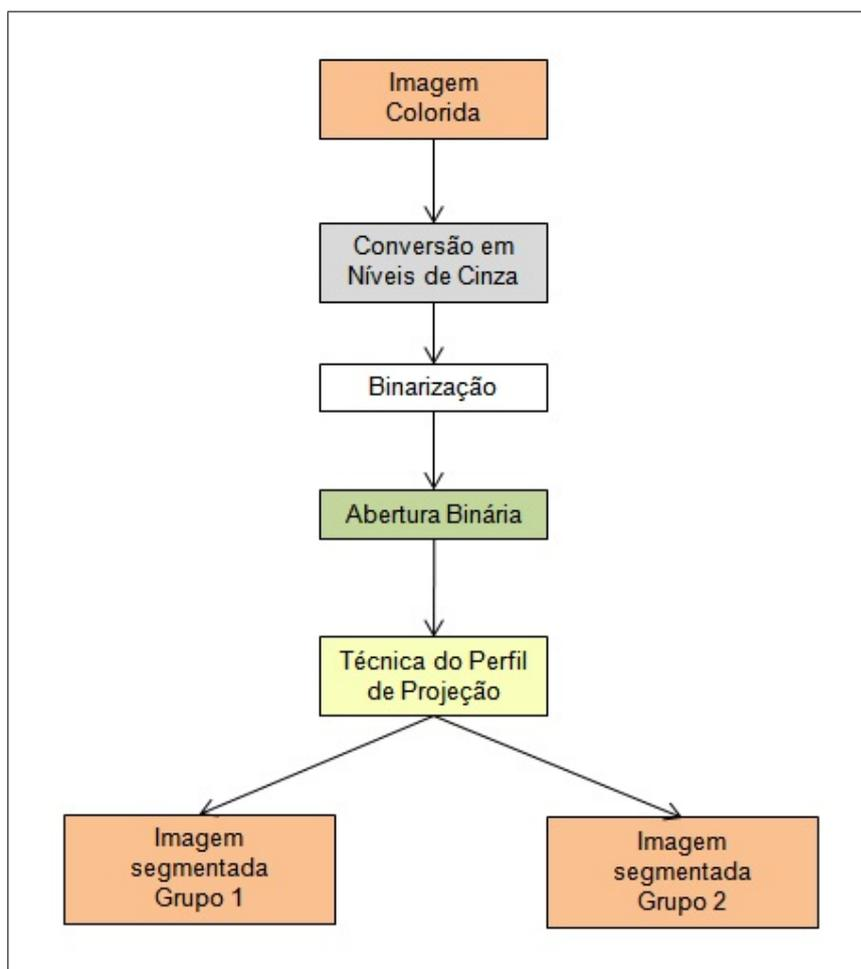 Imagem
Colorida
Conversão em
Níveis de Cinza
Binarização
Abertura Binária
Técnica do Perfil
de Projeção
Imagem
segmentada
Grupo 1
Imagem
segmentada
Grupo 2